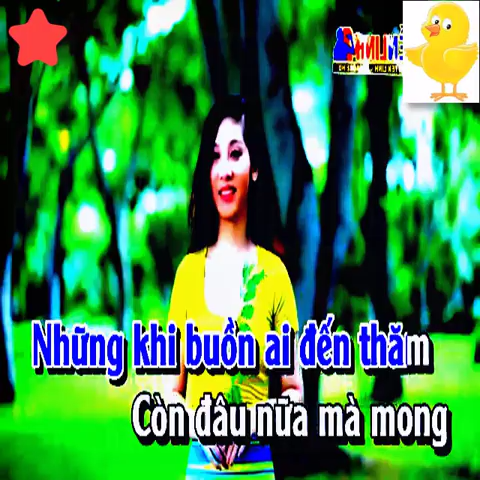 Những khi buồn ai đến thăm
Còn đâu nữa mà mong